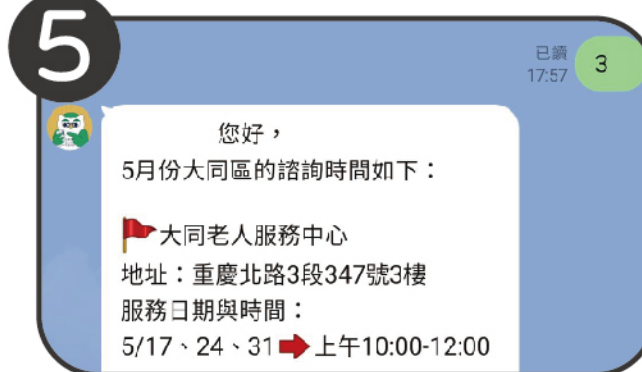 5
已讀
17:57
3
您好，
5月份大同區的諮詢時間如下：
🚩大同老人服務中心
地址：重慶北路3段347號3樓
服務日期與時間：
5/17、24、31➡上午10:00-12:00